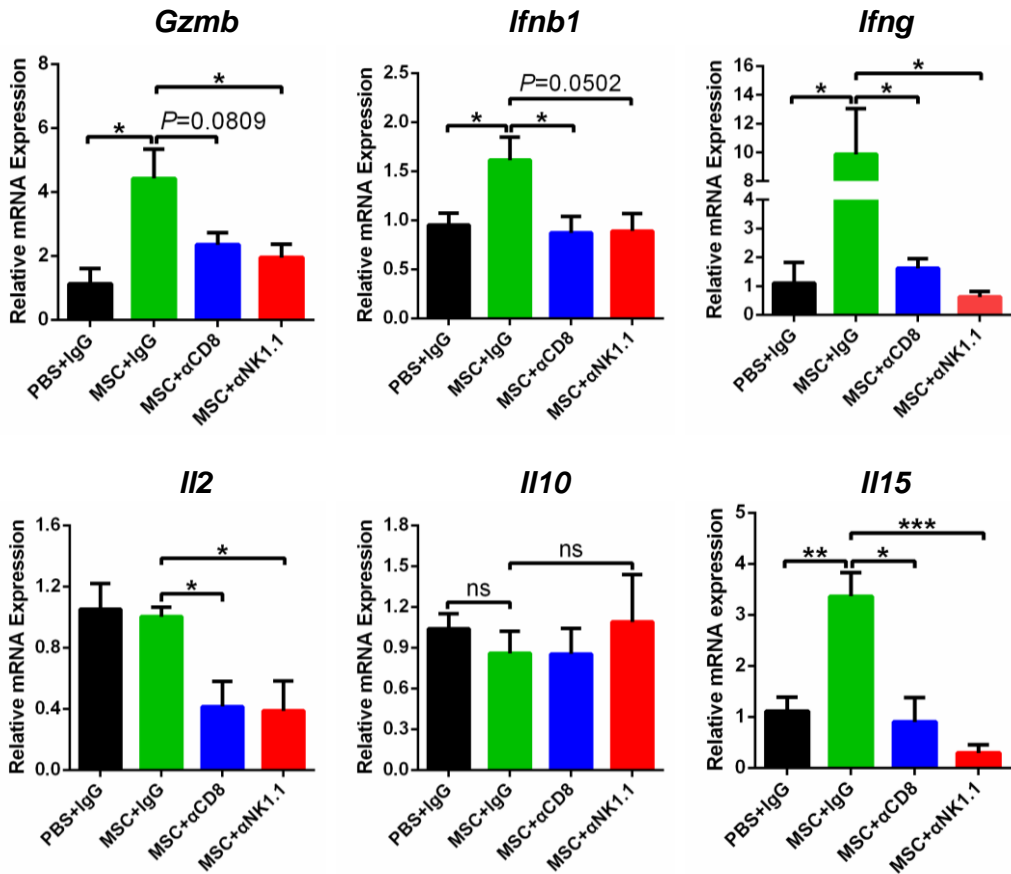 Gzmb
Relative mRNA Expression
8
6
4
2
0
*
*
P=0.0809
PBS+IgG
MSC+IgG
MSC+αCD8
MSC+αNK1.1
Ifnb1
Relative mRNA Expression
2.5
2.0
1.5
1.0
0.5
0.0
P=0.0502
*
*
PBS+IgG
MSC+IgG
MSC+αCD8
MSC+αNK1.1
Ifng
Relative mRNA Expression
16
14
12
10
8
4
3
2
1
0
*
*
*
PBS+IgG
MSC+IgG
MSC+αCD8
MSC+αNK1.1
Il2
Relative mRNA Expression
1.6
1.2
0.8
0.4
0.0
*
*
PBS+IgG
MSC+IgG
MSC+αCD8
MSC+αNK1.1
Il10
Relative mRNA Expression
1.8
1.5
1.2
0.9
0.6
0.3
0.0
ns
ns
PBS+IgG
MSC+IgG
MSC+αCD8
MSC+αNK1.1
Il15
Relative mRNA expression
5
4
3
2
1
0
***
**
*
PBS+IgG
MSC+IgG
MSC+αCD8
MSC+αNK1.1